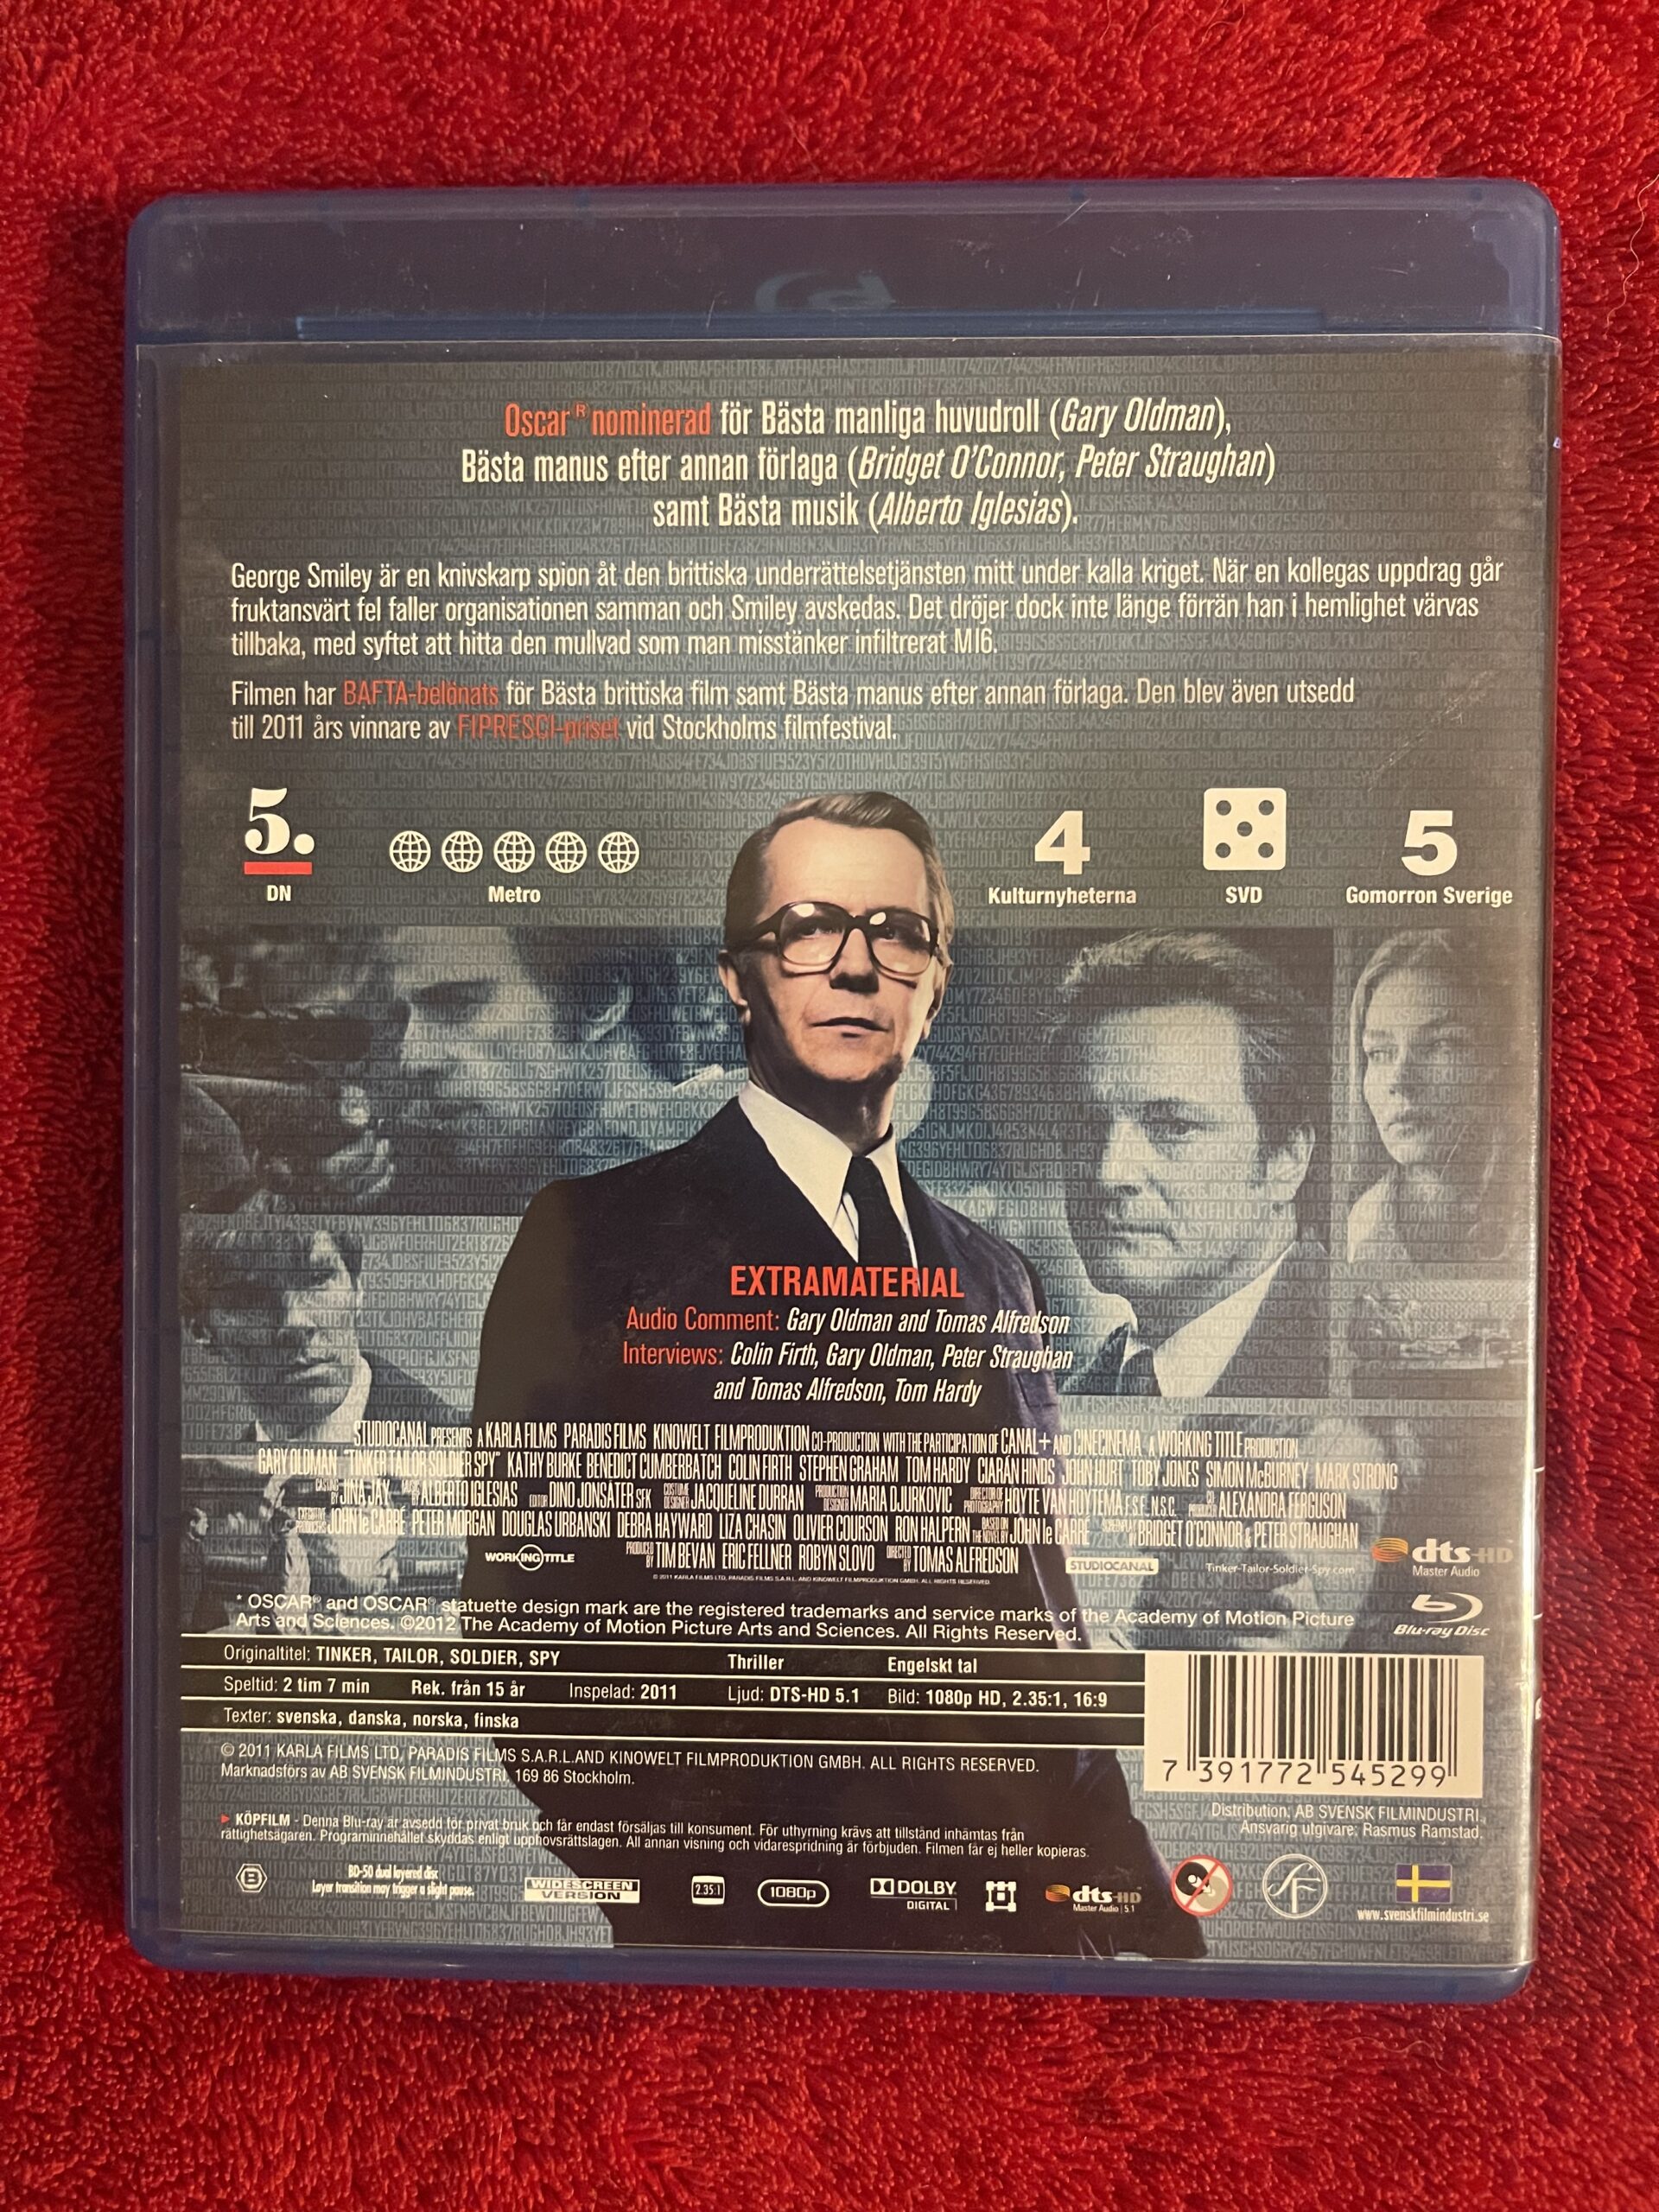 Oscar® nominerad för Bästa manliga huvudroll (Gary Oldman),
Bästa manus efter annan förlaga (Bridget O'Connor, Peter Straughan)
samt Bästa musik (Alberto Iglesias).
George Smiley är en knivskarp spion åt den brittiska underrättelsetjänsten mitt under kalla kriget. När en kollegas uppdrag går
fruktansvärt fel faller organisationen samman och Smiley avskedas. Det dröjer dock inte länge förrän han i hemlighet värvas
tillbaka, med syftet att hitta den mullvad som man misstänker infiltrerat MI6.
Filmen har BAFTA-belönats för Bästa brittiska film samt Bästa manus efter annan förlaga. Den blev även utsedd
till 2011 års vinnare av FIPRESCI-priset vid Stockholms filmfestival.
5. 4 5
DN Metro Kulturnyheterna SVD Gomorron Sverige
EXTRAMATERIAL
Audio Comment: Gary Oldman and Tomas Alfredson
Interviews: Colin Firth, Gary Oldman, Peter Straughan
and Tomas Alfredson, Tom Hardy
STUDIOCANAL PRESENTS A KARLA FILMS PARADIS FILMS KINOWELT FILMPRODUKTION CO-PRODUCTION WITH THE PARTICIPATION OF CANAL+ AND CINECINEMA A WORKING TITLE PRODUCTION
GARY OLDMAN "TINKER TAILOR SOLDIER SPY" KATHY BURKE BENEDICT CUMBERBATCH COLIN FIRTH STEPHEN GRAHAM TOM HARDY CIARÁN HINDS JOHN HURT TOBY JONES SIMON McBURNEY MARK STRONG
CASTING BY JINA JAY MUSIC BY ALBERTO IGLESIAS EDITOR DINO JONSÄTER SFK COSTUME DESIGNER JACQUELINE DURRAN PRODUCTION DESIGNER MARIA DJURKOVIC DIRECTOR OF PHOTOGRAPHY HOYTE VAN HOYTEMA F.S.F., N.S.C. CO PRODUCER ALEXANDRA FERGUSON
EXECUTIVE PRODUCERS JOHN le CARRÉ PETER MORGAN DOUGLAS URBANSKI DEBRA HAYWARD LIZA CHASIN OLIVIER COURSON RON HALPERN BASED ON THE NOVEL BY JOHN le CARRÉ SCREENPLAY BY BRIDGET O'CONNOR & PETER STRAUGHAN
WORKING TITLE PRODUCED BY TIM BEVAN ERIC FELLNER ROBYN SLOVO DIRECTED BY TOMAS ALFREDSON STUDIOCANAL Tinker-Tailor-Soldier-Spy.com
© 2011 KARLA FILMS LTD, PARADIS FILMS S.A.R.L. AND KINOWELT FILMPRODUKTION GMBH. ALL RIGHTS RESERVED.
dts-HD
Master Audio
Blu-ray Disc
* OSCAR® and OSCAR® statuette design mark are the registered trademarks and service marks of the Academy of Motion Picture
Arts and Sciences. ©2012 The Academy of Motion Picture Arts and Sciences. All Rights Reserved.
Originaltitel: TINKER, TAILOR, SOLDIER, SPY Thriller Engelskt tal
Speltid: 2 tim 7 min Rek. från 15 år Inspelad: 2011 Ljud: DTS-HD 5.1 Bild: 1080p HD, 2.35:1, 16:9
Texter: svenska, danska, norska, finska
© 2011 KARLA FILMS LTD, PARADIS FILMS S.A.R.L.AND KINOWELT FILMPRODUKTION GMBH. ALL RIGHTS RESERVED.
Marknadsförs av AB SVENSK FILMINDUSTRI, 169 86 Stockholm.
7 391772 545299
Distribution: AB SVENSK FILMINDUSTRI.
Ansvarig utgivare: Rasmus Ramstad.
KÖPFILM - Denna Blu-ray är avsedd för privat bruk och får endast försäljas till konsument. För uthyrning krävs att tillstånd inhämtas från
rättighetsägaren. Programinnehållet skyddas enligt upphovsrättslagen. All annan visning och vidarespridning är förbjuden. Filmen får ej heller kopieras.
B
BD-50 dual layered disc
Layer transition may trigger a slight pause.
WIDESCREEN
VERSION
2.35:1
1080p
DOLBY
DIGITAL
dts-HD
Master Audio | 5.1
SF
www.svenskfilmindustri.se